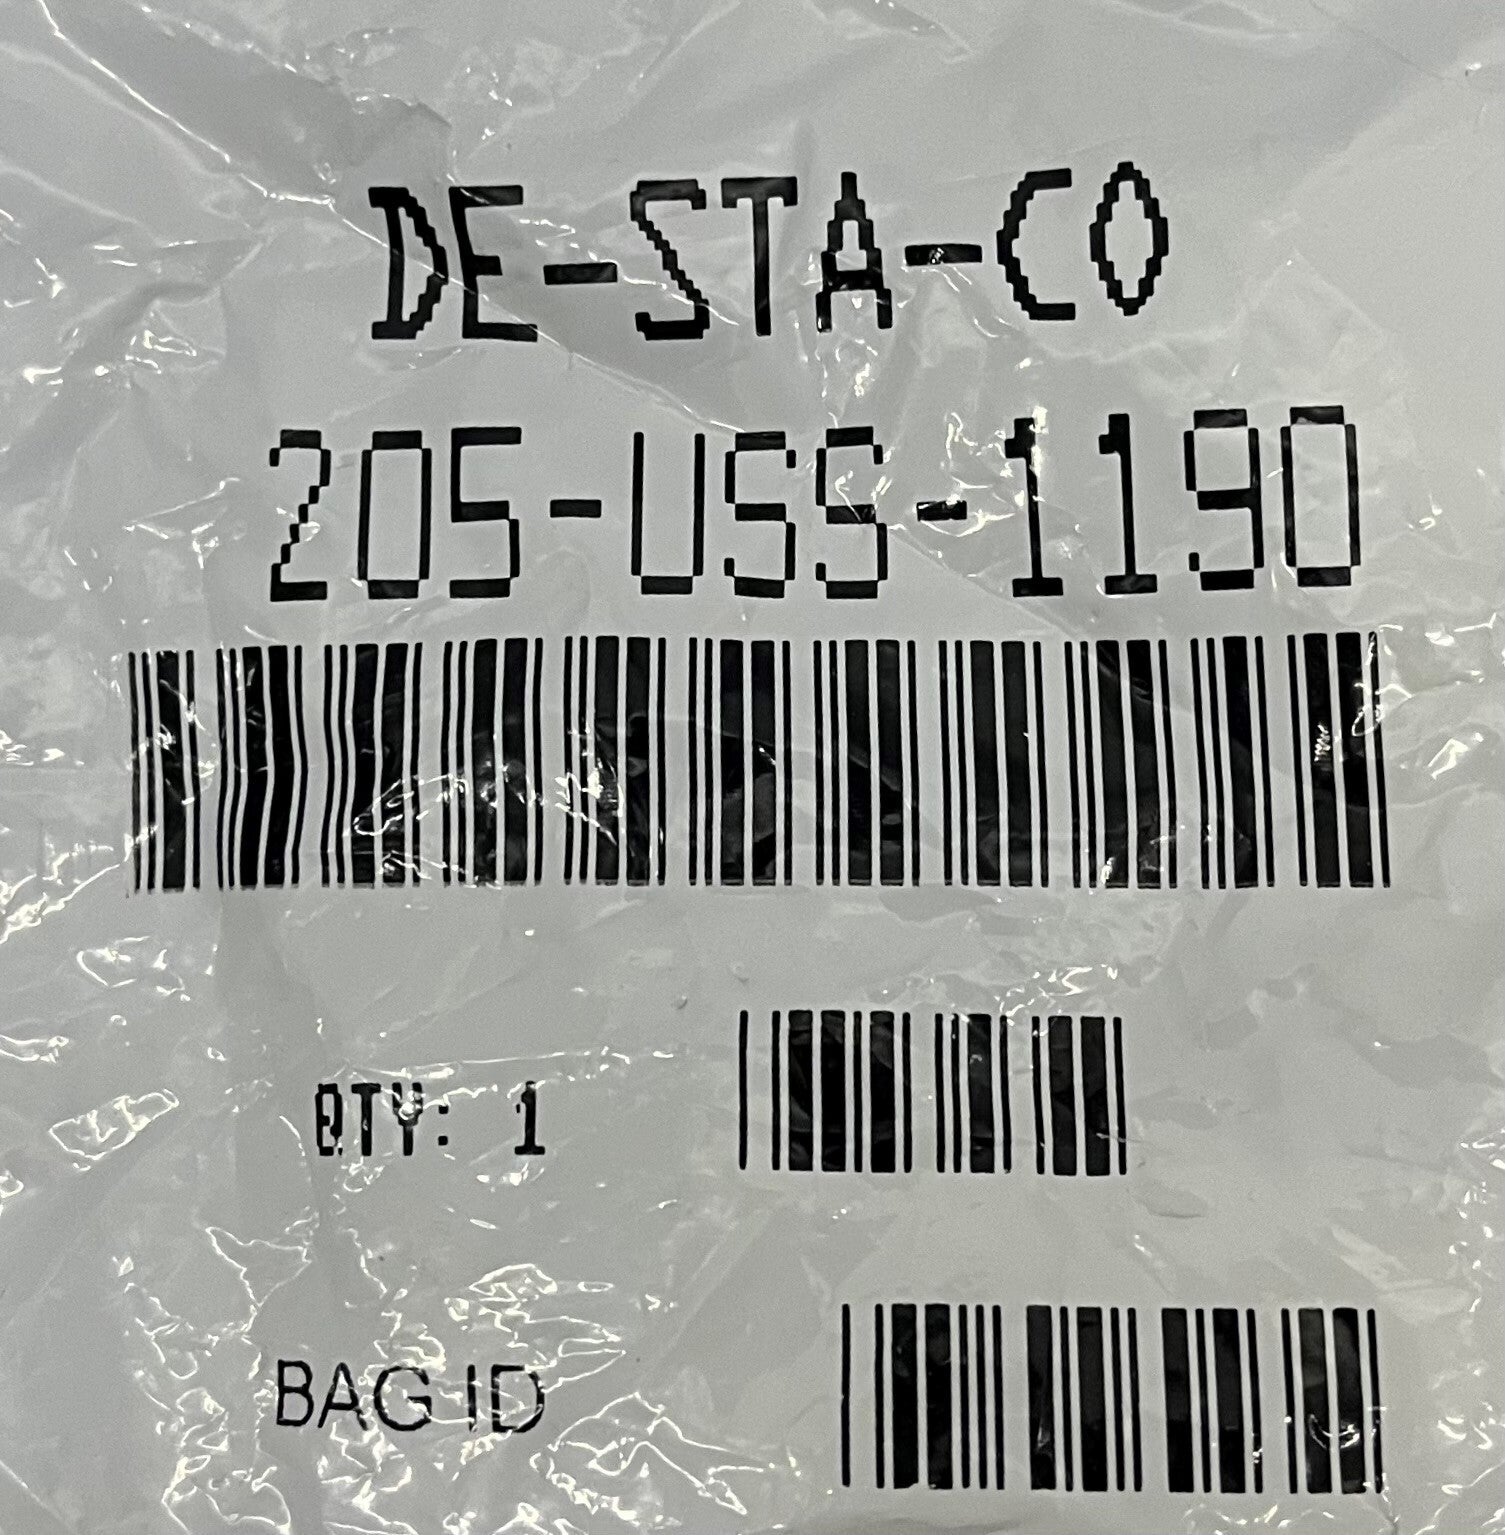 DE-STA-CO
205-USS-1190
QTY: 1
BAG ID